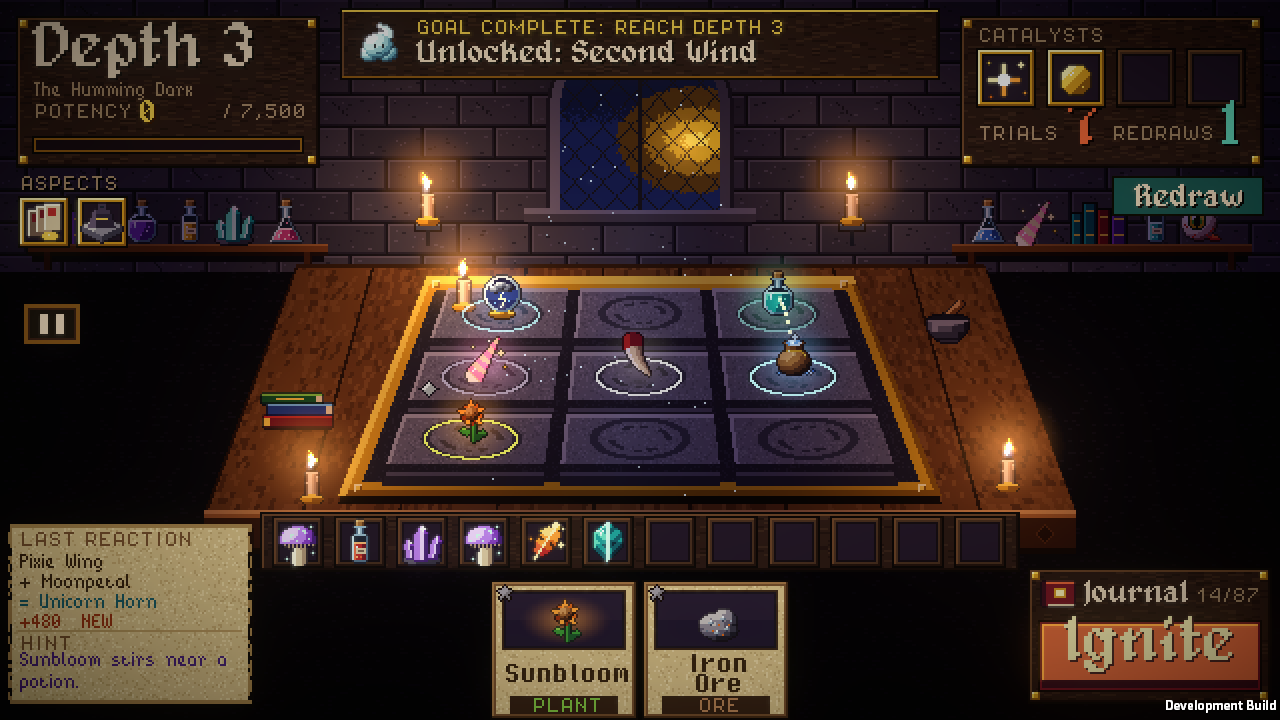 Depth 3
The Humming Dark
POTENCY 0 / 7,500
GOAL COMPLETE: REACH DEPTH 3
Unlocked: Second Wind
CATALYSTS
TRIALS 7 REDRAWS 1
ASPECTS
Redraw
LAST REACTION
Pixie Wing
+ Moonpetal
= Unicorn Horn
+480 NEW
HINT
Sunbloom stirs near a
potion.
Sunbloom
PLANT
Iron
Ore
ORE
Journal 14/87
Ignite
Development Build